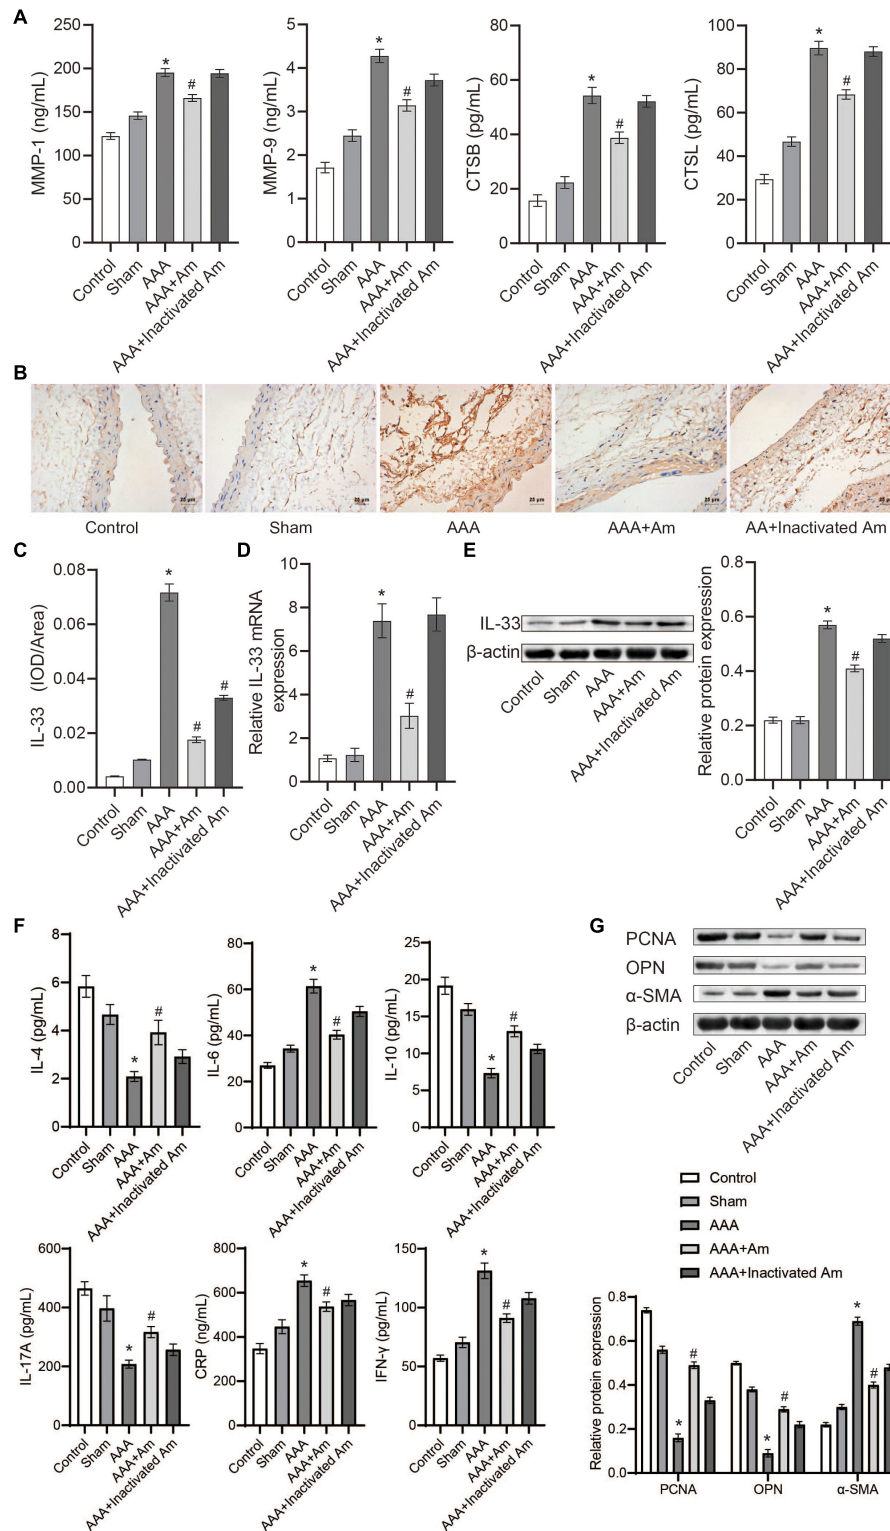 A
MMP-1 (ng/mL)
250
200
150
100
50
0
Control
Sham
AAA
AAA+Am
AAA+Inactivated Am
*
#
MMP-9 (ng/mL)
5
4
3
2
1
0
Control
Sham
AAA
AAA+Am
AAA+Inactivated Am
*
#
CTSB (pg/mL)
80
60
40
20
0
Control
Sham
AAA
AAA+Am
AAA+Inactivated Am
*
#
CTSL (pg/mL)
100
80
60
40
20
0
Control
Sham
AAA
AAA+Am
AAA+Inactivated Am
*
#
B
25 μm
25 μm
25 μm
25 μm
25 μm
Control
Sham
AAA
AAA+Am
AA+Inactivated Am
C
IL-33 (IOD/Area)
0.08
0.06
0.04
0.02
0.00
Control
Sham
AAA
AAA+Am
AAA+Inactivated Am
*
#
#
D
Relative IL-33 mRNA
expression
10
8
6
4
2
0
Control
Sham
AAA
AAA+Am
AAA+Inactivated Am
*
#
E
IL-33
β-actin
Control
Sham
AAA
AAA+Am
AAA+Inactivated Am
Relative protein expression
0.8
0.6
0.4
0.2
0.0
Control
Sham
AAA
AAA+Am
AAA+Inactivated Am
*
#
F
IL-4 (pg/mL)
8
6
4
2
0
Control
Sham
AAA
AAA+Am
AAA+Inactivated Am
*
#
IL-6 (pg/mL)
80
60
40
20
0
Control
Sham
AAA
AAA+Am
AAA+Inactivated Am
*
#
IL-10 (pg/mL)
25
20
15
10
5
0
Control
Sham
AAA
AAA+Am
AAA+Inactivated Am
*
#
IL-17A (pg/mL)
600
400
200
0
Control
Sham
AAA
AAA+Am
AAA+Inactivated Am
*
#
CRP (ng/mL)
800
600
400
200
0
Control
Sham
AAA
AAA+Am
AAA+Inactivated Am
*
#
IFN-γ (pg/mL)
150
100
50
0
Control
Sham
AAA
AAA+Am
AAA+Inactivated Am
*
#
G
PCNA
OPN
α-SMA
β-actin
Control
Sham
AAA
AAA+Am
AAA+Inactivated Am
Control
Sham
AAA
AAA+Am
AAA+Inactivated Am
Relative protein expression
0.8
0.6
0.4
0.2
0.0
*
#
*
#
*
#
PCNA
OPN
α-SMA